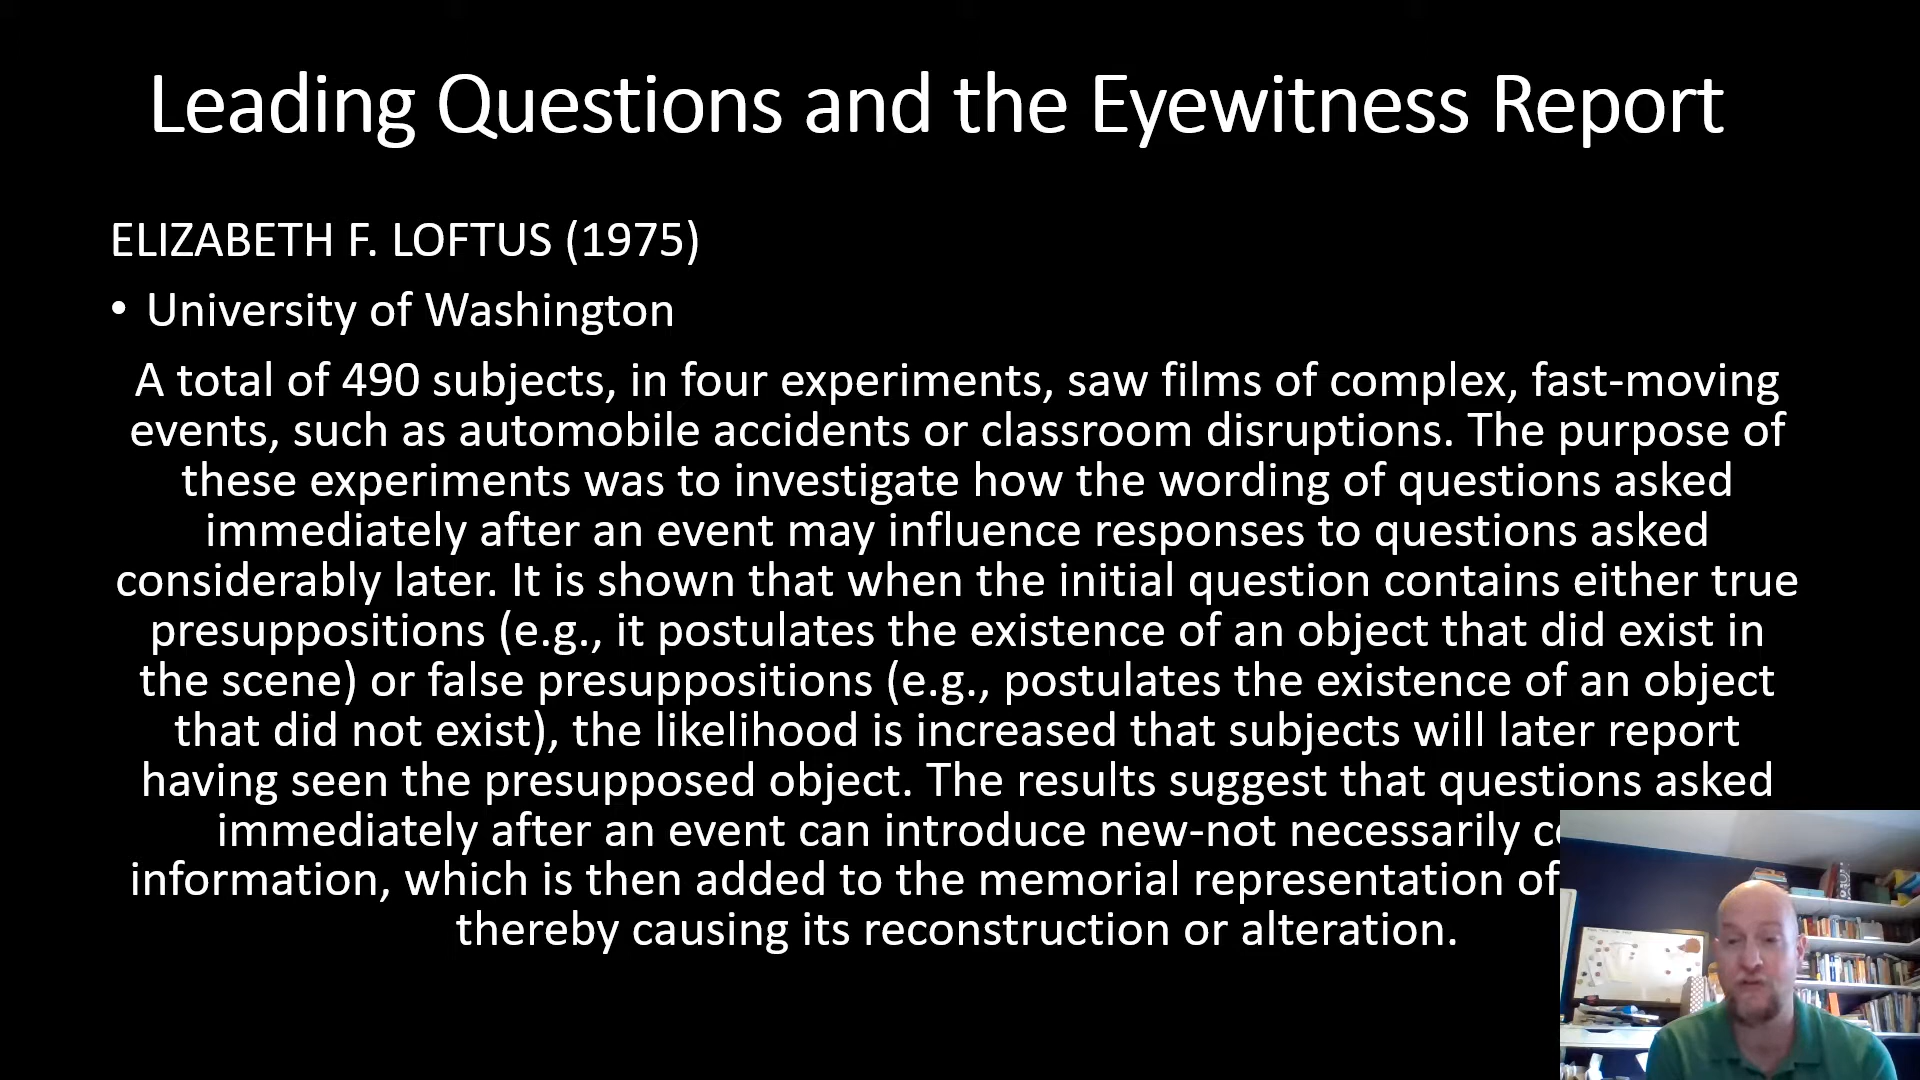 Leading Questions and the Eyewitness Report
ELIZABETH F. LOFTUS (1975)
• University of Washington
A total of 490 subjects, in four experiments, saw films of complex, fast-moving
events, such as automobile accidents or classroom disruptions. The purpose of
these experiments was to investigate how the wording of questions asked
immediately after an event may influence responses to questions asked
considerably later. It is shown that when the initial question contains either true
presuppositions (e.g., it postulates the existence of an object that did exist in
the scene) or false presuppositions (e.g., postulates the existence of an object
that did not exist), the likelihood is increased that subjects will later report
having seen the presupposed object. The results suggest that questions asked
immediately after an event can introduce new-not necessarily
information, which is then added to the memorial representation of
thereby causing its reconstruction or alteration.